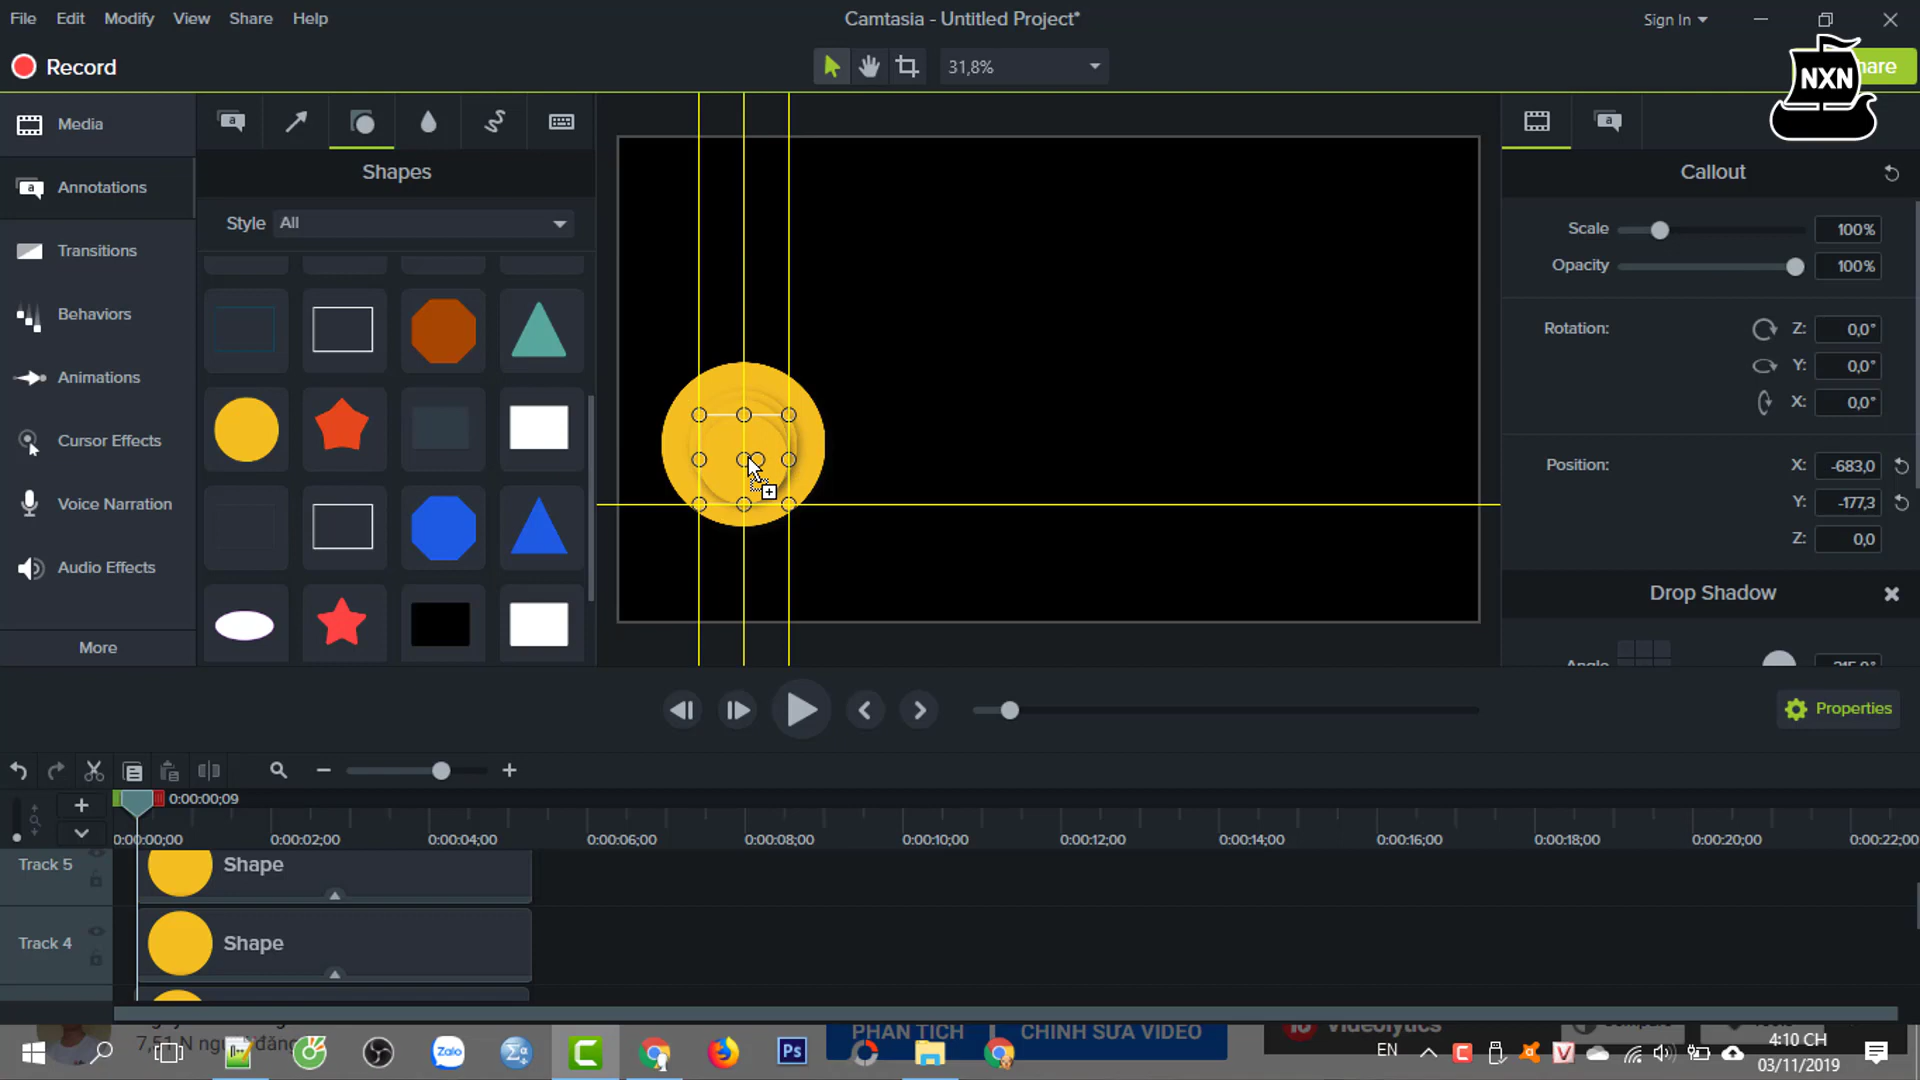 File Edit Modify View Share Help
Camtasia - Untitled Project*
Sign In
Record
31,8%
NXN
Media
Annotations
Transitions
Behaviors
Animations
Cursor Effects
Voice Narration
Audio Effects
More
Shapes
Style All
Callout
Scale 100%
Opacity 100%
Rotation: Z: 0,0°
Y: 0,0°
X: 0,0°
Position: X: -683,0
Y: -177,3
Z: 0,0
Drop Shadow
Properties
0:00:00;09
0:00:00;00 0:00:02;00 0:00:04;00 0:00:06;00 0:00:08;00 0:00:10;00 0:00:12;00 0:00:14;00 0:00:16;00 0:00:18;00 0:00:20;00 0:00:22;00
Track 5 Shape
Track 4 Shape
PHÂN TÍCH CHỈNH SỬA VIDEO
Zalo
Ps
EN
4:10 CH
03/11/2019